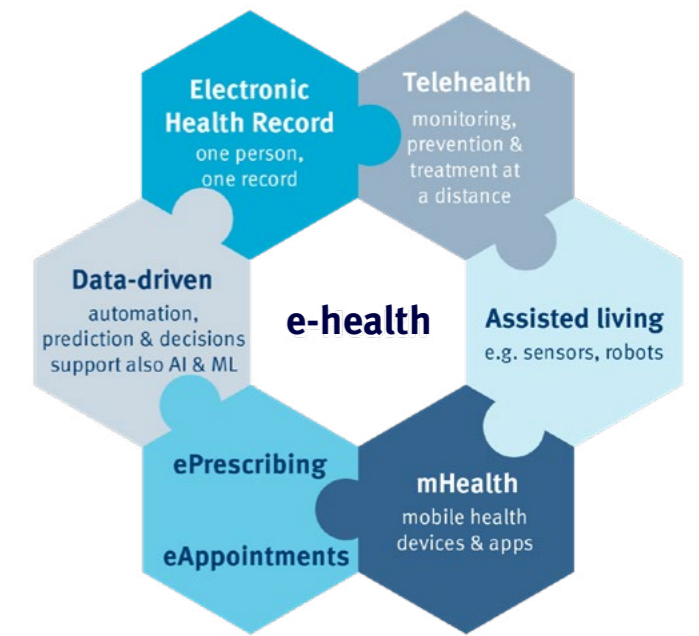 Electronic
Health Record
one person,
one record
Telehealth
monitoring,
prevention &
treatment at
a distance
Data-driven
automation,
prediction & decisions
support also AI & ML
e-health
Assisted living
e.g. sensors, robots
ePrescribing
eAppointments
mHealth
mobile health
devices & apps